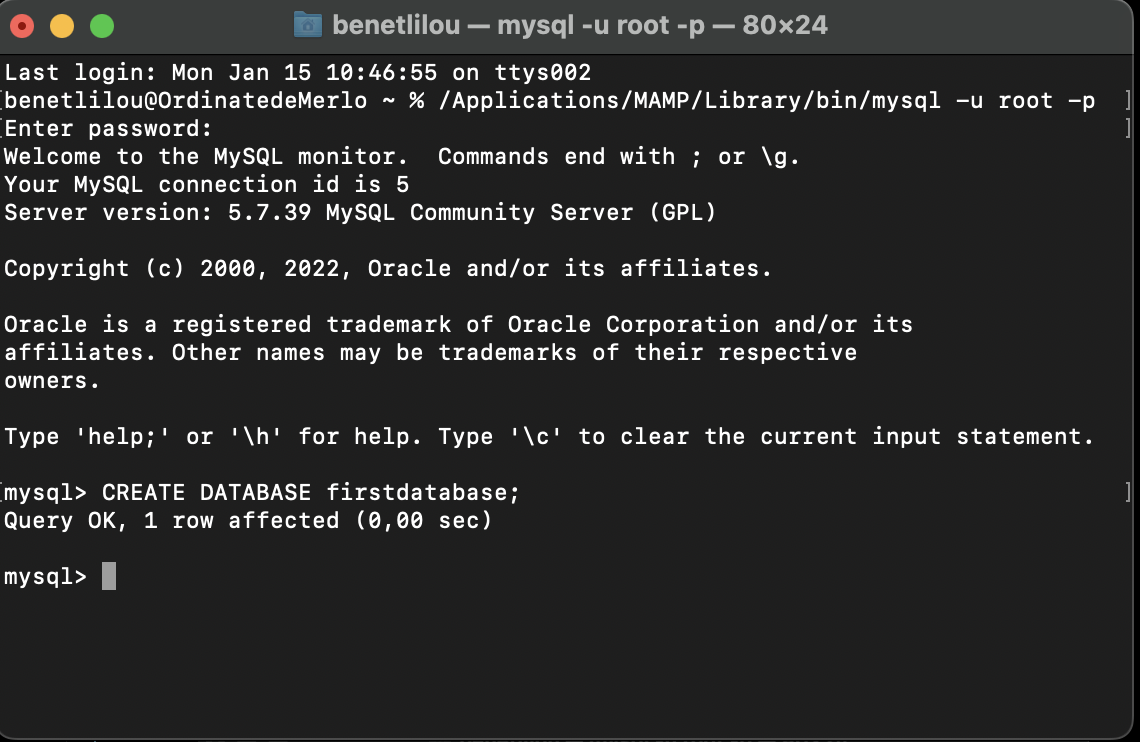 benetlilou — mysql -u root -p — 80×24
Last login: Mon Jan 15 10:46:55 on ttys002
[benetlilou@OrdinatedeMerlo ~ % /Applications/MAMP/Library/bin/mysql -u root -p ]
[Enter password: ]
Welcome to the MySQL monitor.  Commands end with ; or \g.
Your MySQL connection id is 5
Server version: 5.7.39 MySQL Community Server (GPL)
Copyright (c) 2000, 2022, Oracle and/or its affiliates.
Oracle is a registered trademark of Oracle Corporation and/or its
affiliates. Other names may be trademarks of their respective
owners.
Type 'help;' or '\h' for help. Type '\c' to clear the current input statement.
[mysql> CREATE DATABASE firstdatabase; ]
Query OK, 1 row affected (0,00 sec)
mysql>